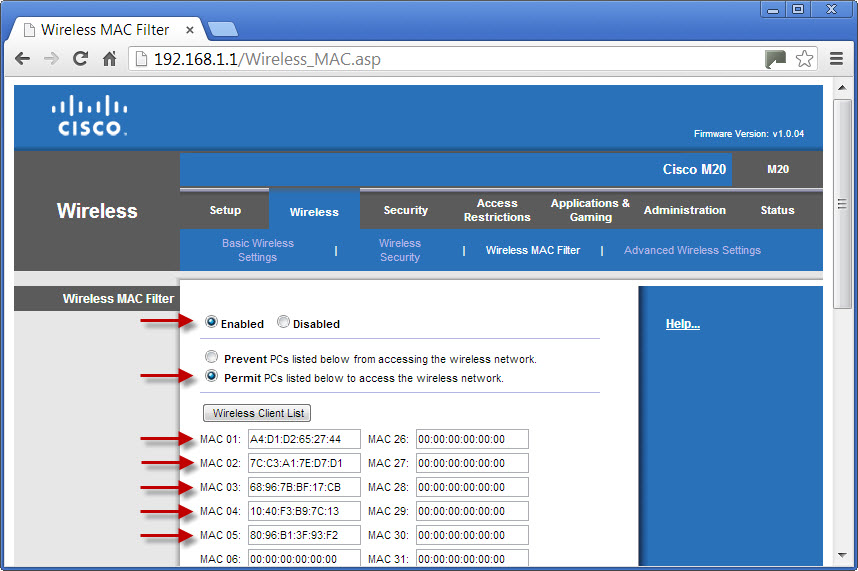 Wireless MAC Filter
192.168.1.1/Wireless_MAC.asp
CISCO.
Firmware Version: v1.0.04
Cisco M20
M20
Wireless
Setup
Wireless
Security
Access
Restrictions
Applications &
Gaming
Administration
Status
Basic Wireless
Settings
|
Wireless
Security
|
Wireless MAC Filter
|
Advanced Wireless Settings
Wireless MAC Filter
Enabled Disabled
Help...
Prevent PCs listed below from accessing the wireless network.
Permit PCs listed below to access the wireless network.
Wireless Client List
MAC 01: A4:D1:D2:65:27:44 MAC 26: 00:00:00:00:00:00
MAC 02: 7C:C3:A1:7E:D7:D1 MAC 27: 00:00:00:00:00:00
MAC 03: 68:96:7B:BF:17:CB MAC 28: 00:00:00:00:00:00
MAC 04: 10:40:F3:B9:7C:13 MAC 29: 00:00:00:00:00:00
MAC 05: 80:96:B1:3F:93:F2 MAC 30: 00:00:00:00:00:00
MAC 06: 00:00:00:00:00:00 MAC 31: 00:00:00:00:00:00